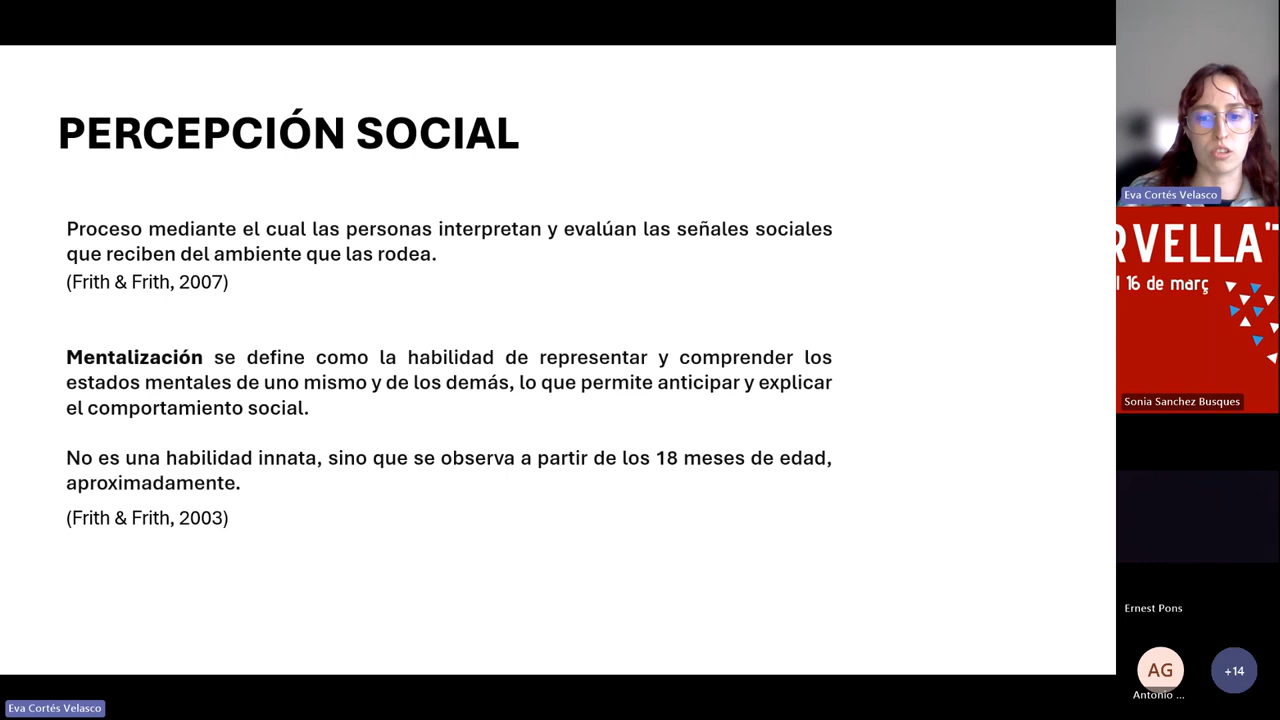 PERCEPCIÓN SOCIAL
Proceso mediante el cual las personas interpretan y evalúan las señales sociales
que reciben del ambiente que las rodea.
(Frith & Frith, 2007)
Mentalización se define como la habilidad de representar y comprender los
estados mentales de uno mismo y de los demás, lo que permite anticipar y explicar
el comportamiento social.
No es una habilidad innata, sino que se observa a partir de los 18 meses de edad,
aproximadamente.
(Frith & Frith, 2003)
Eva Cortés Velasco
Eva Cortés Velasco
RVELLA'T
l 16 de març
Sonia Sanchez Busques
Ernest Pons
AG
Antonio ...
+14